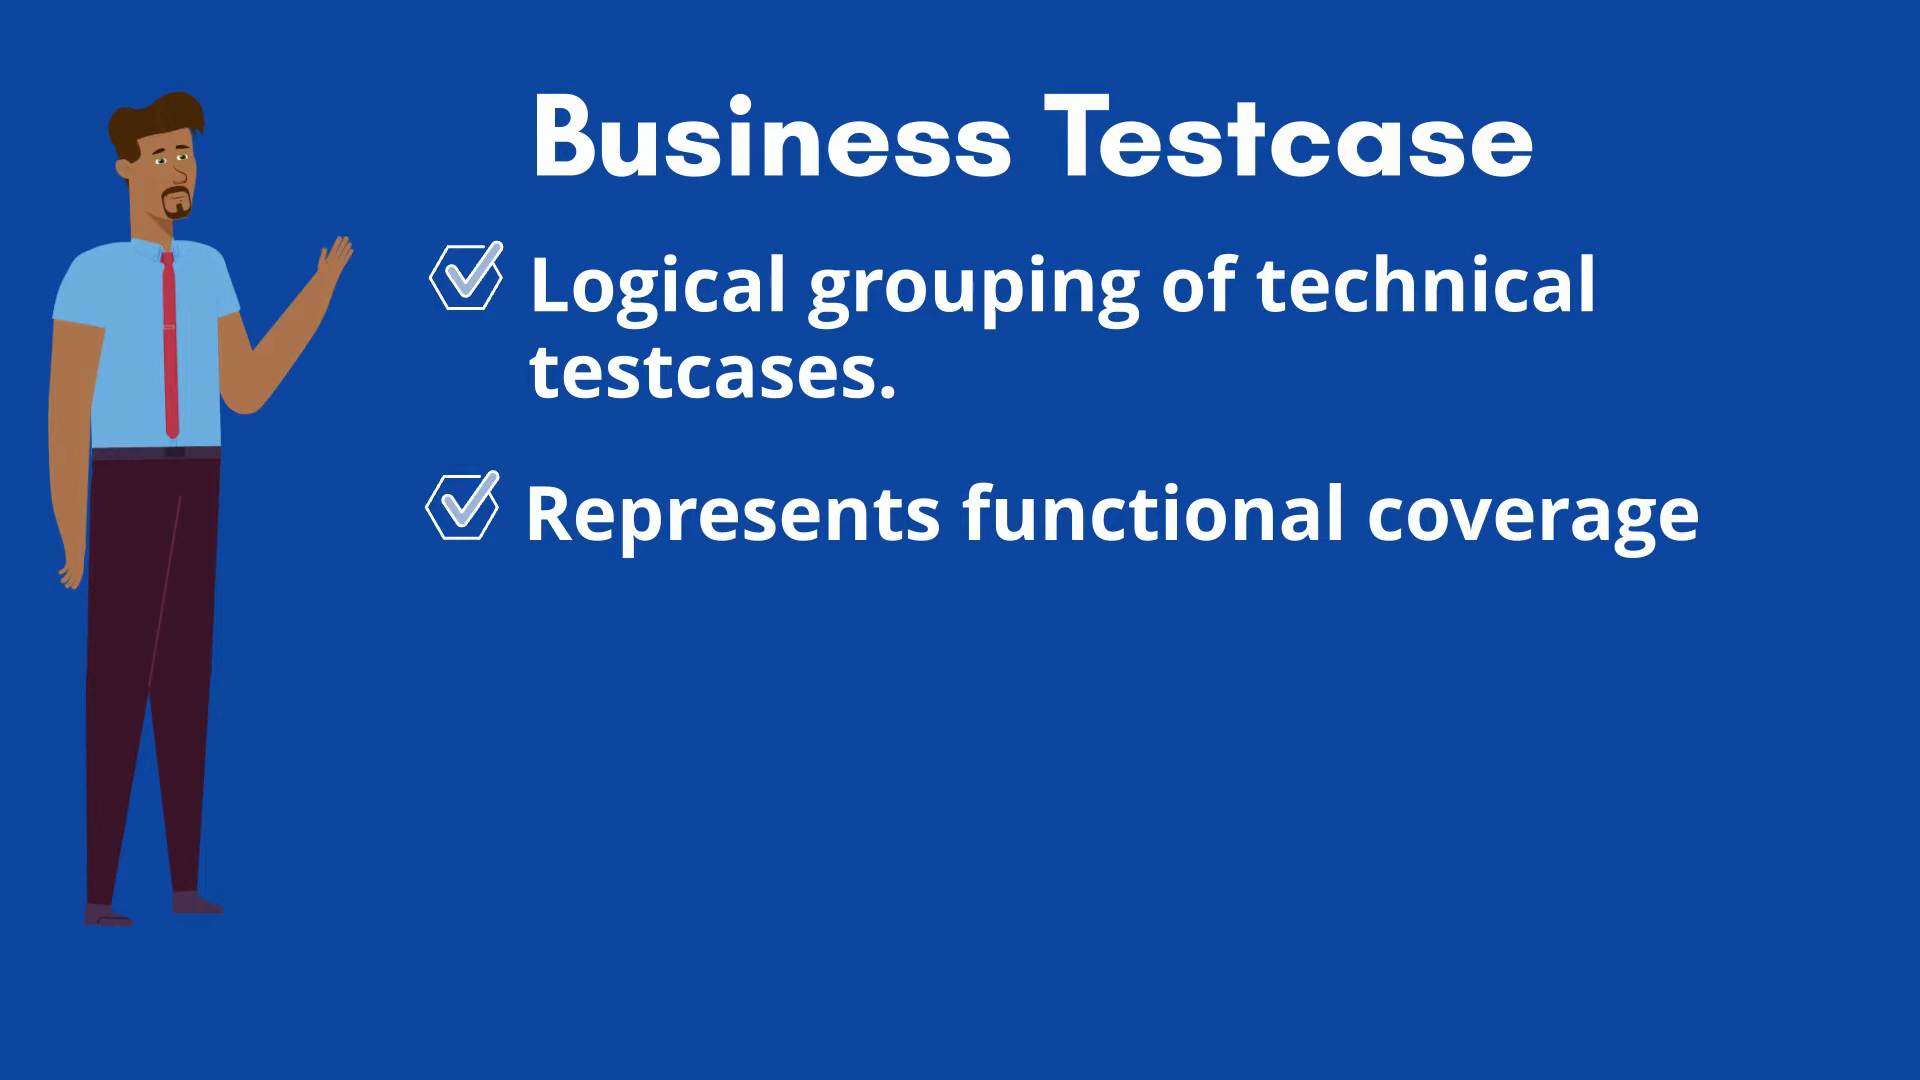 Business Testcase
Logical grouping of technical
testcases.
Represents functional coverage